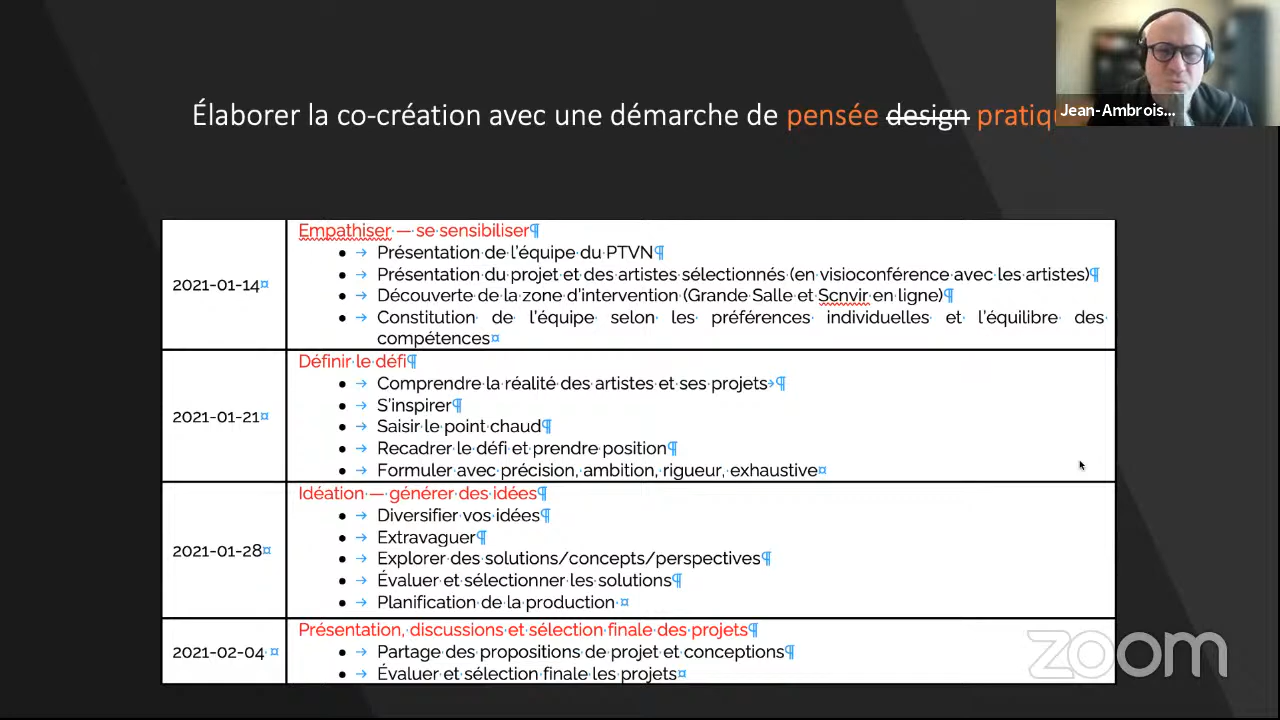 Élaborer la co-création avec une démarche de pensée design
Jean-Ambrois...
Empathiser — se sensibiliser¶
2021-01-14¤
● → Présentation de l'équipe du PTVN¶
● → Présentation du projet et des artistes sélectionnés (en visioconférence avec les artistes)¶
● → Découverte de la zone d'intervention (Grande Salle et Scnvir en ligne)¶
● → Constitution de l'équipe selon les préférences individuelles et l'équilibre des
compétences¤
2021-01-21¤
Définir le défi¶
● → Comprendre la réalité des artistes et ses projets→¶
● → S'inspirer¶
● → Saisir le point chaud¶
● → Recadrer le défi et prendre position¶
● → Formuler avec précision, ambition, rigueur, exhaustive¤
2021-01-28¤
Idéation — générer des idées¶
● → Diversifier vos idées¶
● → Extravaguer¶
● → Explorer des solutions/concepts/perspectives¶
● → Évaluer et sélectionner les solutions¶
● → Planification de la production ¤
2021-02-04 ¤
Présentation, discussions et sélection finale des projets¶
● → Partage des propositions de projet et conceptions¶
● → Évaluer et sélection finale les projets¤
zoom